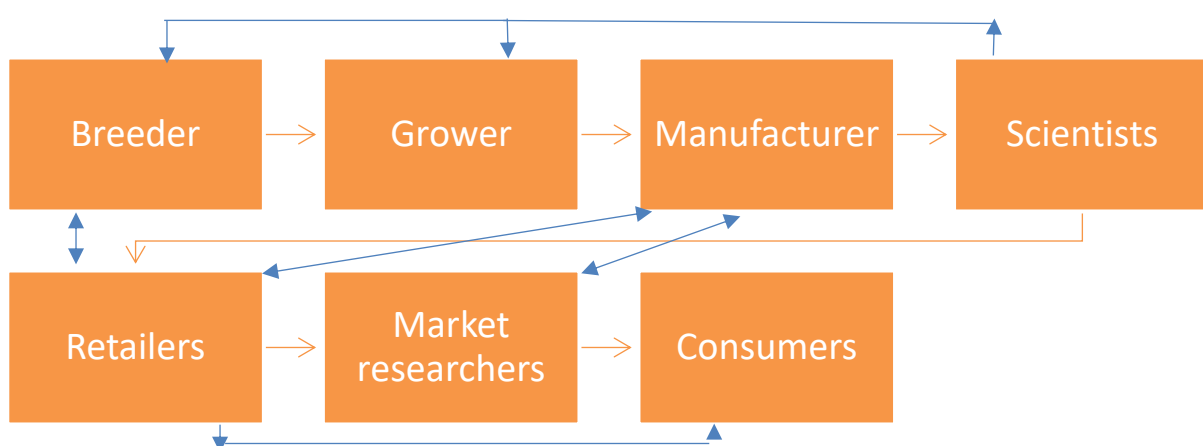 Breeder
Grower
Manufacturer
Scientists
Retailers
Market
researchers
Consumers